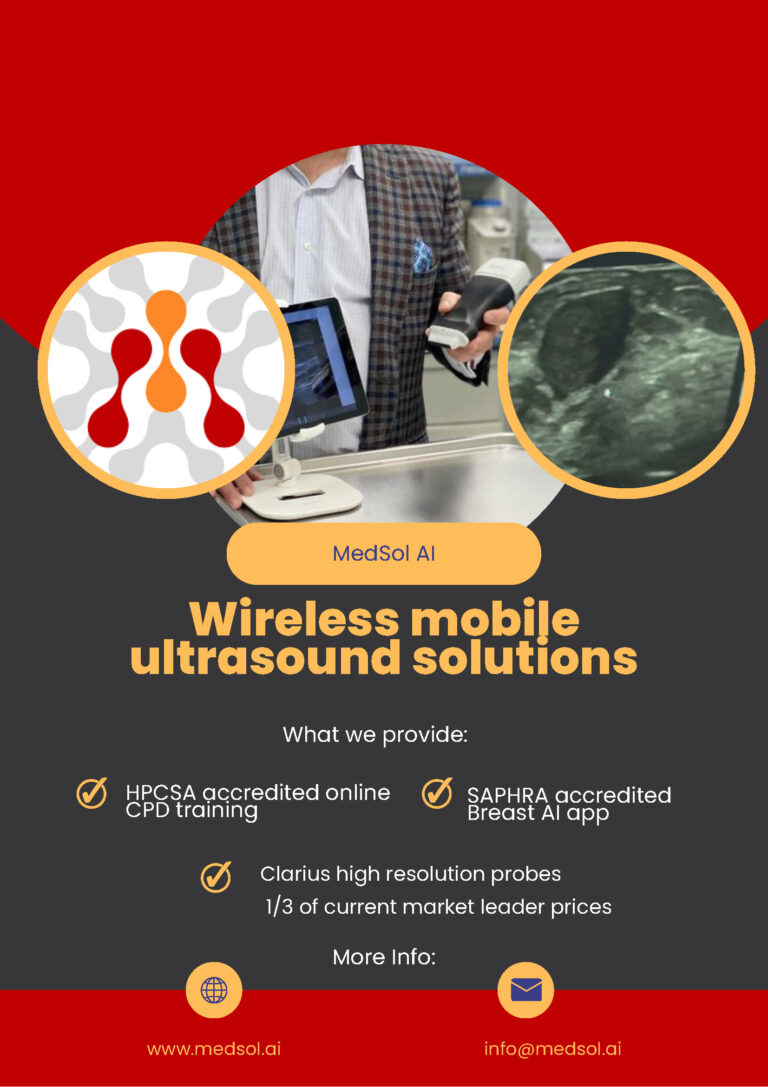 MedSol AI
Wireless mobile
ultrasound solutions
What we provide:
HPCSA accredited online
CPD training
SAPHRA accredited
Breast AI app
Clarius high resolution probes
1/3 of current market leader prices
More Info:
www.medsol.ai
info@medsol.ai